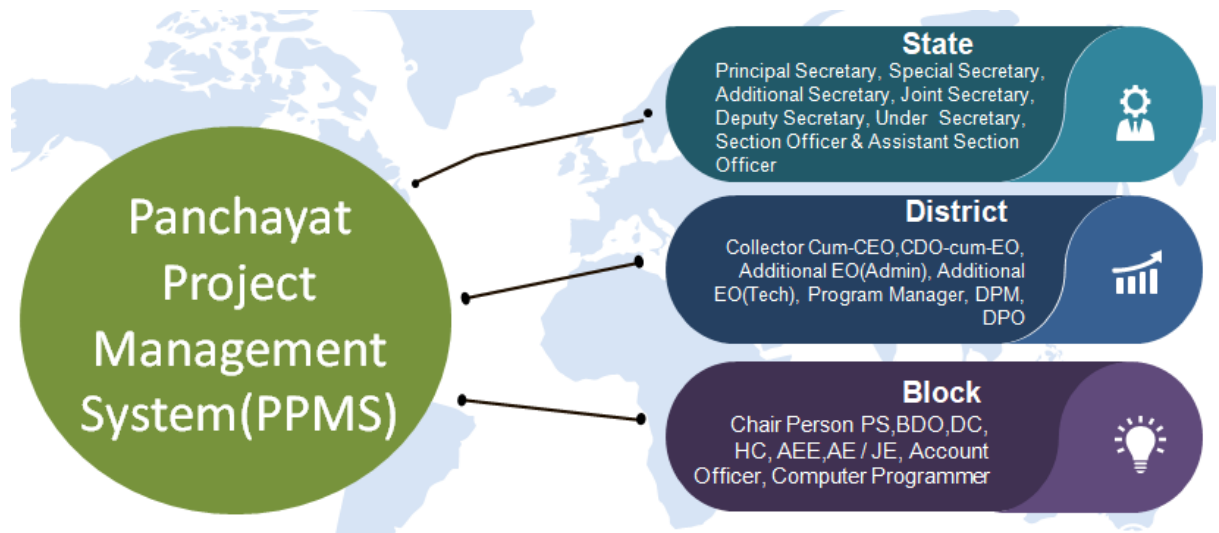 Panchayat
Project
Management
System(PPMS)
State
Principal Secretary, Special Secretary,
Additional Secretary, Joint Secretary,
Deputy Secretary, Under Secretary,
Section Officer & Assistant Section
Officer
District
Collector Cum-CEO,CDO-cum-EO,
Additional EO(Admin), Additional
EO(Tech), Program Manager, DPM,
DPO
Block
Chair Person PS,BDO,DC,
HC, AEE,AE / JE, Account
Officer, Computer Programmer